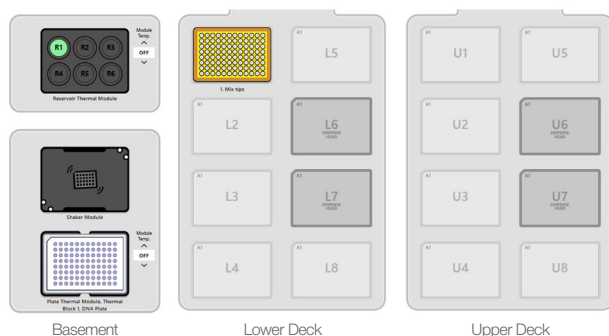 Module
Temp.
OFF
R1 R2 R3
R4 R5 R6
Reservoir Thermal Module
Shaker Module
Module
Temp.
OFF
Plate Thermal Module, Thermal
Block 1, DNA Plate
Basement
1. Mix tips
A1
L5
A1
L2
A1
L6
DISPENSE
HEAD
A1
L3
A1
L7
DISPENSE
HEAD
A1
L4
A1
L8
Lower Deck
A1
U1
A1
U5
A1
U2
A1
U6
DISPENSE
HEAD
A1
U3
A1
U7
DISPENSE
HEAD
A1
U4
A1
U8
Upper Deck